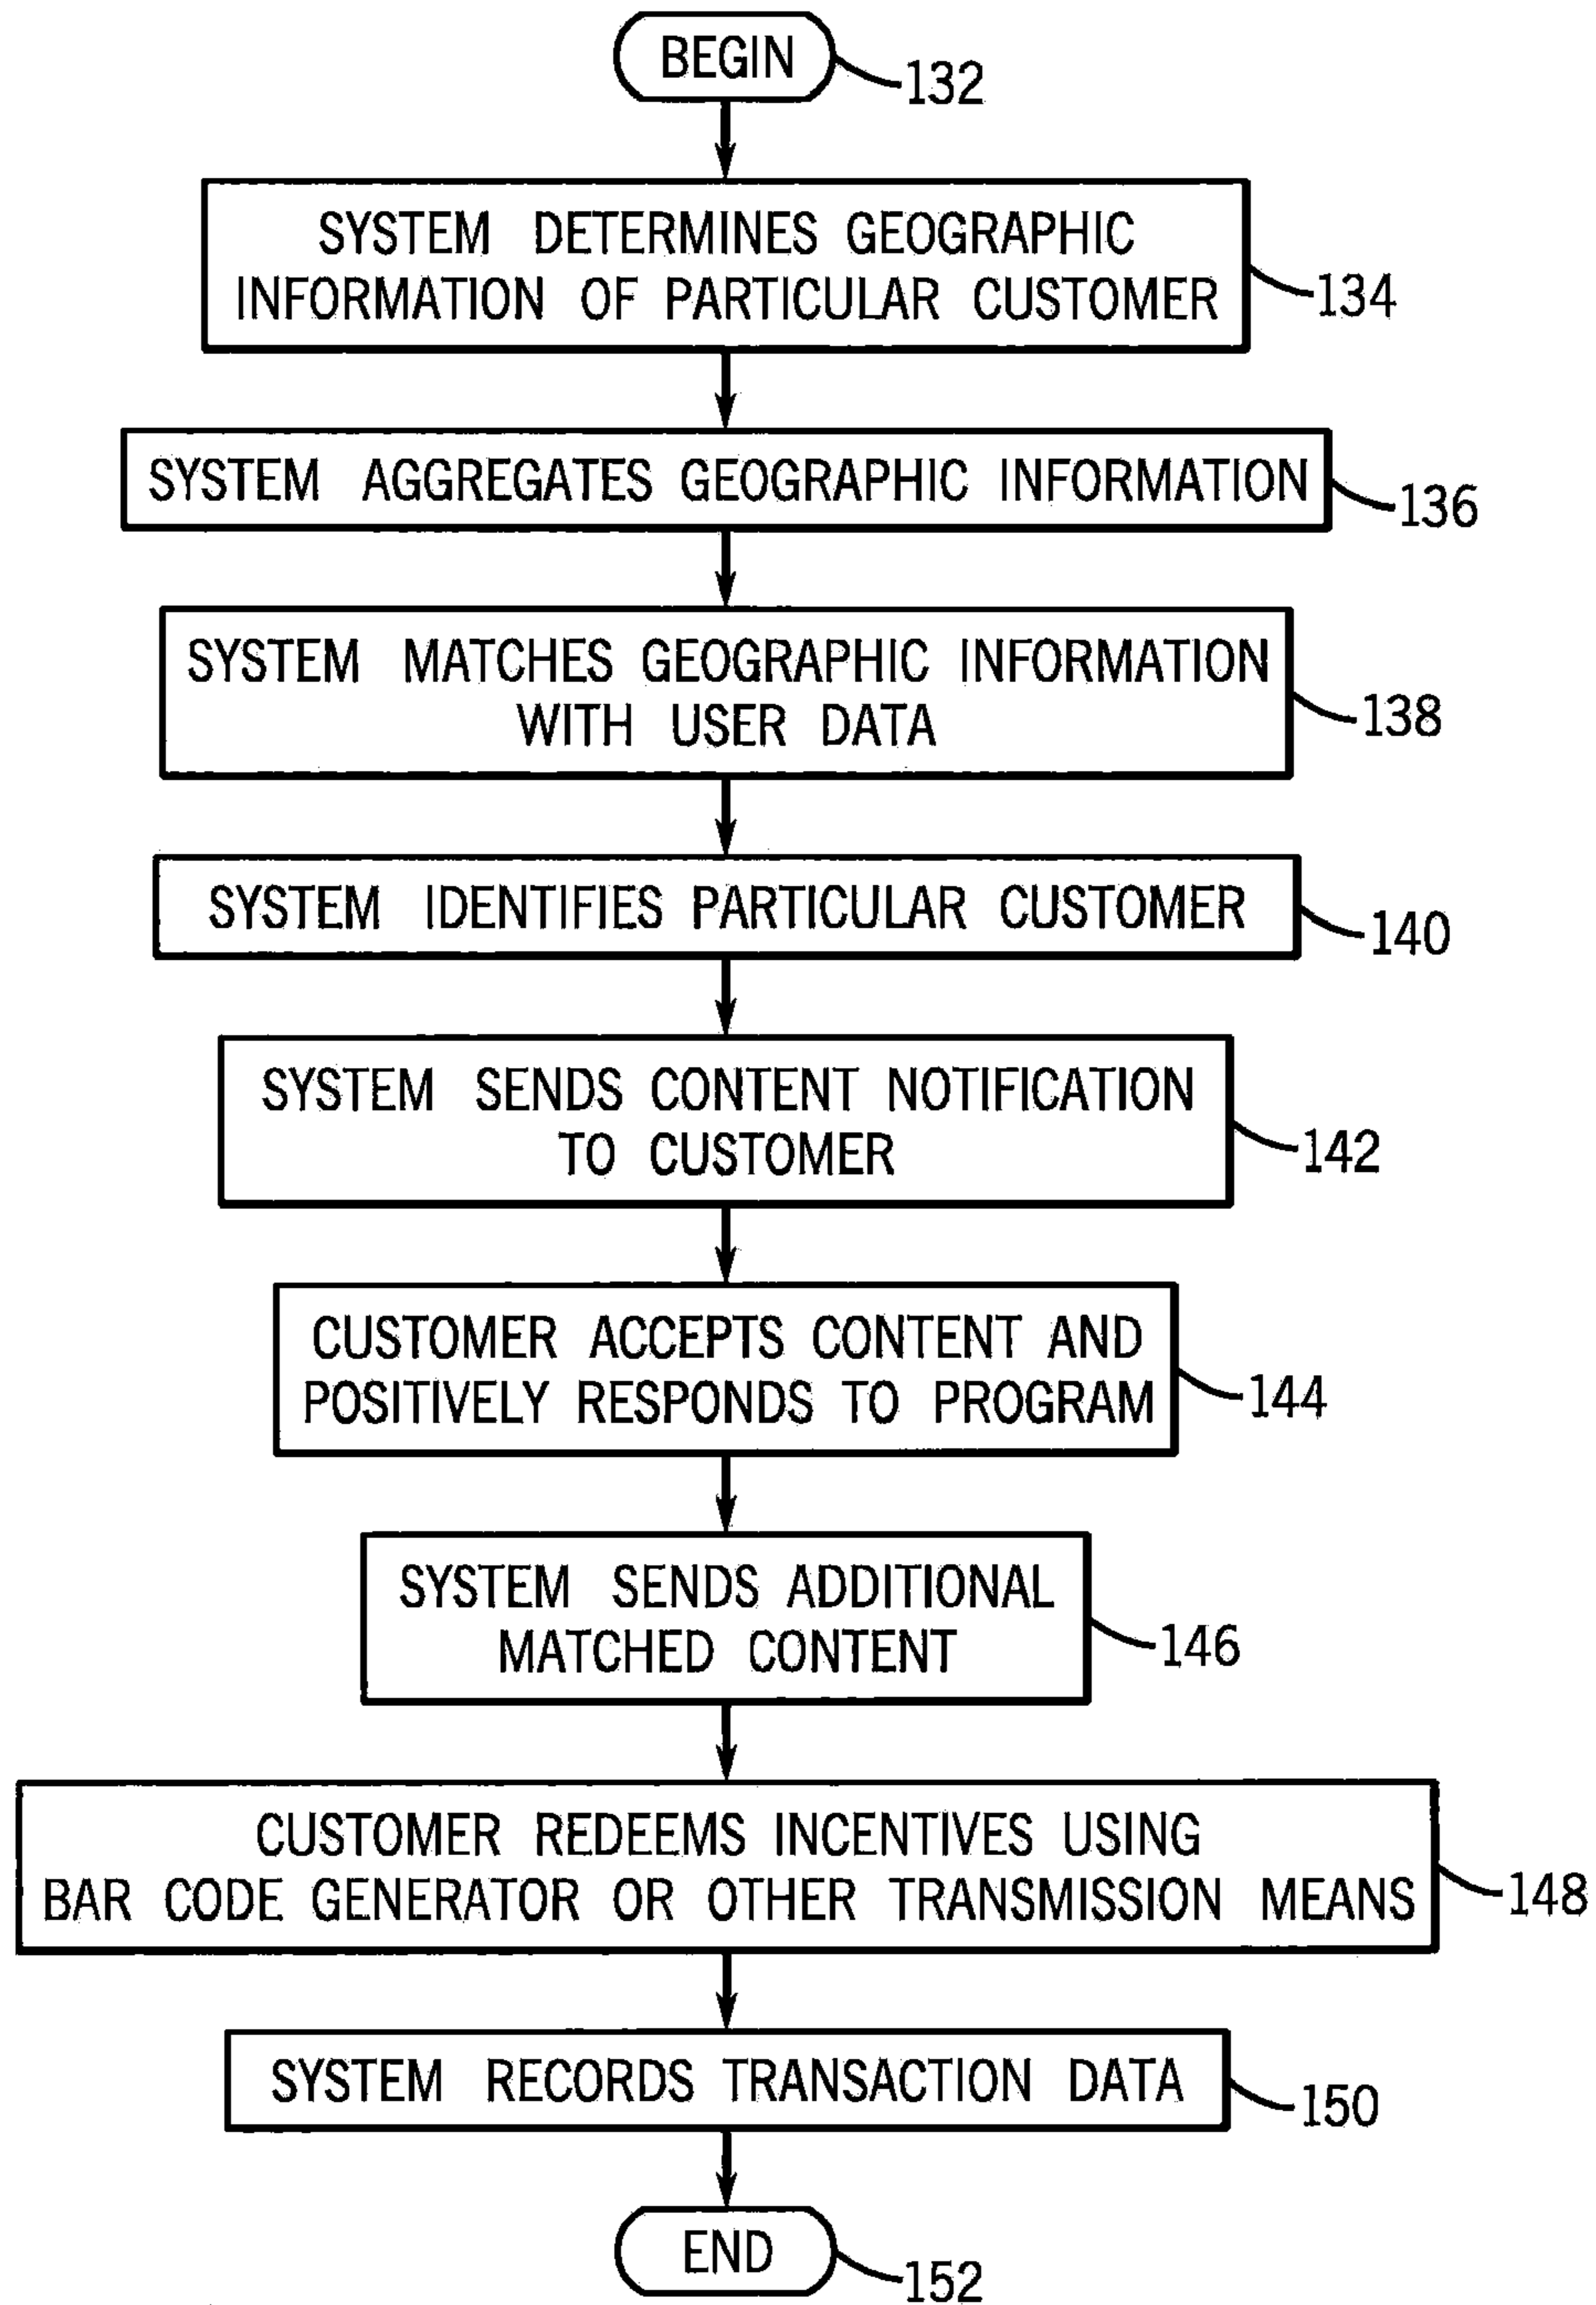 BEGIN
132
SYSTEM DETERMINES GEOGRAPHIC
INFORMATION OF PARTICULAR CUSTOMER
134
SYSTEM AGGREGATES GEOGRAPHIC INFORMATION
136
SYSTEM MATCHES GEOGRAPHIC INFORMATION
WITH USER DATA
138
SYSTEM IDENTIFIES PARTICULAR CUSTOMER
140
SYSTEM SENDS CONTENT NOTIFICATION
TO CUSTOMER
142
CUSTOMER ACCEPTS CONTENT AND
POSITIVELY RESPONDS TO PROGRAM
144
SYSTEM SENDS ADDITIONAL
MATCHED CONTENT
146
CUSTOMER REDEEMS INCENTIVES USING
BAR CODE GENERATOR OR OTHER TRANSMISSION MEANS
148
SYSTEM RECORDS TRANSACTION DATA
150
END
152